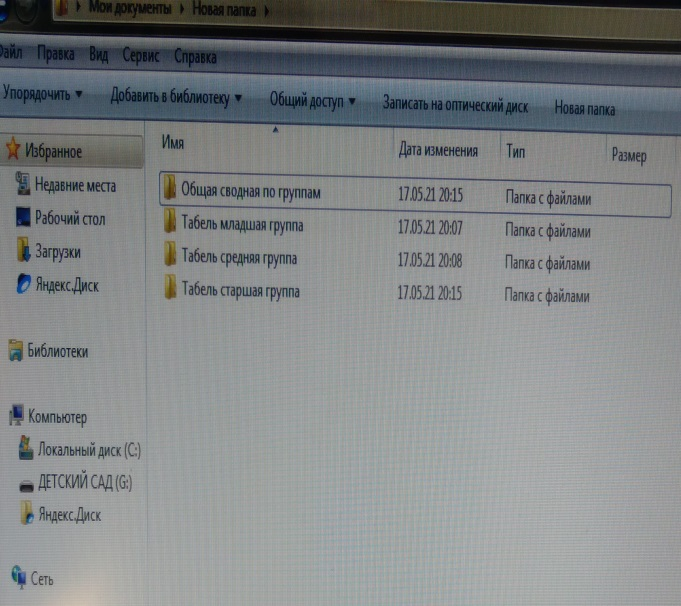 Мои документы Новая папка
Файл Правка Вид Сервис Справка
Упорядочить Добавить в библиотеку Общий доступ Записать на оптический диск Новая папка
Имя Дата изменения Тип Размер
Избранное
Недавние места
Рабочий стол
Загрузки
Яндекс.Диск
Библиотеки
Компьютер
Локальный диск (C:)
ДЕТСКИЙ САД (G:)
Яндекс.Диск
Сеть
Общая сводная по группам 17.05.21 20:15 Папка с файлами
Табель младшая группа 17.05.21 20:07 Папка с файлами
Табель средняя группа 17.05.21 20:08 Папка с файлами
Табель старшая группа 17.05.21 20:15 Папка с файлами